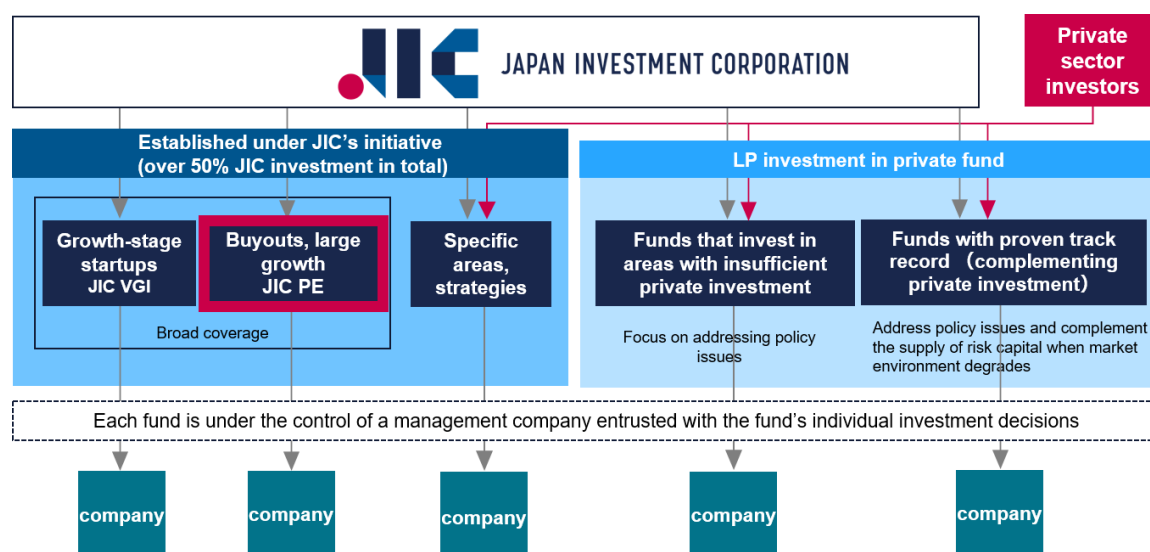 JIC JAPAN INVESTMENT CORPORATION
Private
sector
investors
Established under JIC's initiative
(over 50% JIC investment in total)
LP investment in private fund
Growth-stage
startups
JIC VGI
Buyouts, large
growth
JIC PE
Specific
areas,
strategies
Funds that invest in
areas with insufficient
private investment
Funds with proven track
record （complementing
private investment）
Broad coverage
Focus on addressing policy
issues
Address policy issues and complement
the supply of risk capital when market
environment degrades
Each fund is under the control of a management company entrusted with the fund's individual investment decisions
company
company
company
company
company